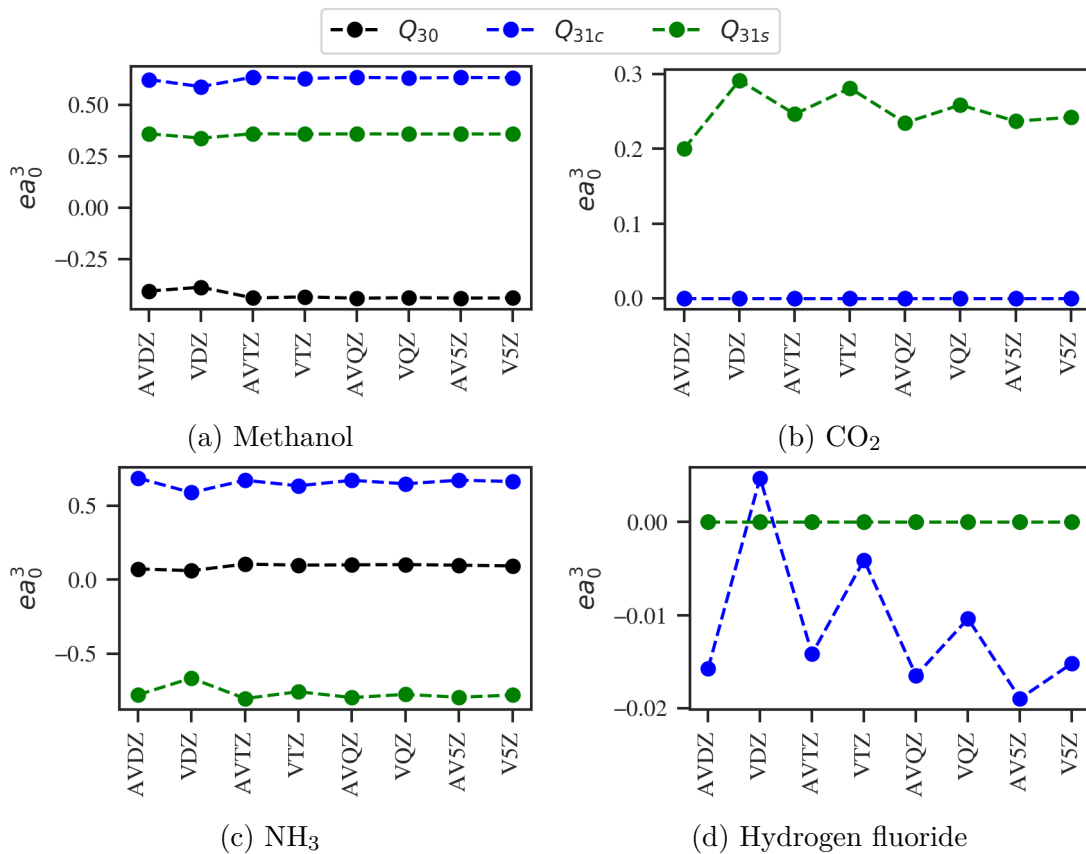 Q30 Q31c Q31s
ea₀³
0.50
0.25
0.00
−0.25
AVDZ VDZ AVTZ VTZ AVQZ VQZ AV5Z V5Z
(a) Methanol
ea₀³
0.3
0.2
0.1
0.0
AVDZ VDZ AVTZ VTZ AVQZ VQZ AV5Z V5Z
(b) CO₂
ea₀³
0.5
0.0
−0.5
AVDZ VDZ AVTZ VTZ AVQZ VQZ AV5Z V5Z
(c) NH₃
ea₀³
0.00
−0.01
−0.02
AVDZ VDZ AVTZ VTZ AVQZ VQZ AV5Z V5Z
(d) Hydrogen fluoride